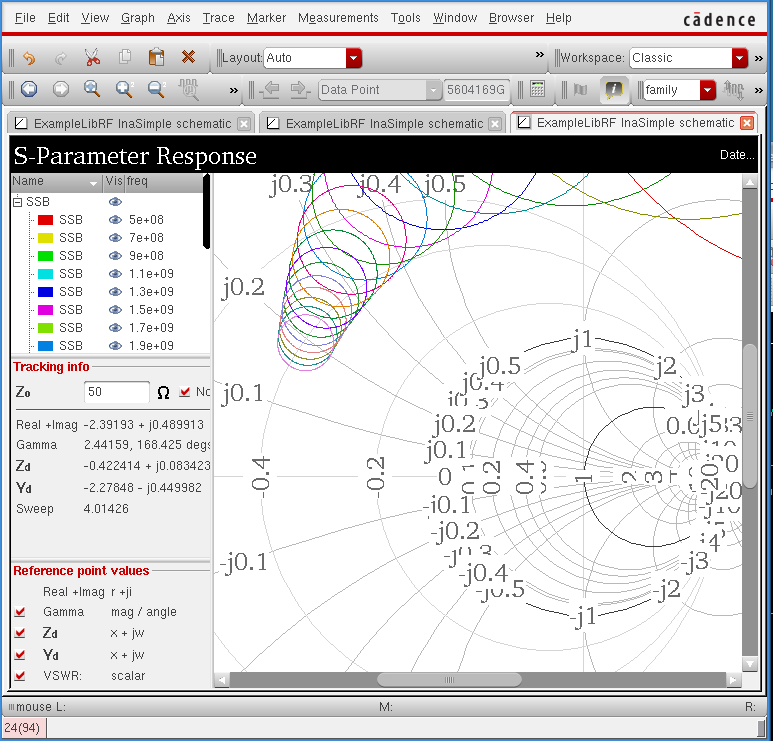 File Edit View Graph Axis Trace Marker Measurements Tools Window Browser Help
cādence
Layout: Auto
»
Workspace: Classic
»
»
Data Point
5604169G
family
»
ExampleLibRF lnaSimple schematic
ExampleLibRF lnaSimple schematic
ExampleLibRF lnaSimple schematic
S-Parameter Response
Date...
Name Vis freq
SSB
SSB 5e+08
SSB 7e+08
SSB 9e+08
SSB 1.1e+09
SSB 1.3e+09
SSB 1.5e+09
SSB 1.7e+09
SSB 1.9e+09
Tracking info
Zo 50 Ω No
Real +Imag -2.39193 + j0.489913
Gamma 2.44159, 168.425 degs
Zd -0.422414 + j0.083423
Yd -2.27848 - j0.449982
Sweep 4.01426
Reference point values
Real +Imag r +ji
Gamma mag / angle
Zd x + jw
Yd x + jw
VSWR: scalar
j0.3 j0.4 j0.5
j0.2
j1
j0.5
j2
j0.4
j3
j0.1
j0.3
j0.2
j5
j0.1
-0.4
-0.2
0
0.1
0.2
0.4
1
2
3
20
-j20
-j0.1
-j10
-j0.2
-j0.1
-j0.3
-j4
-j0.4
-j3
-j0.5
-j2
-j1
mouse L: M: R:
24(94)